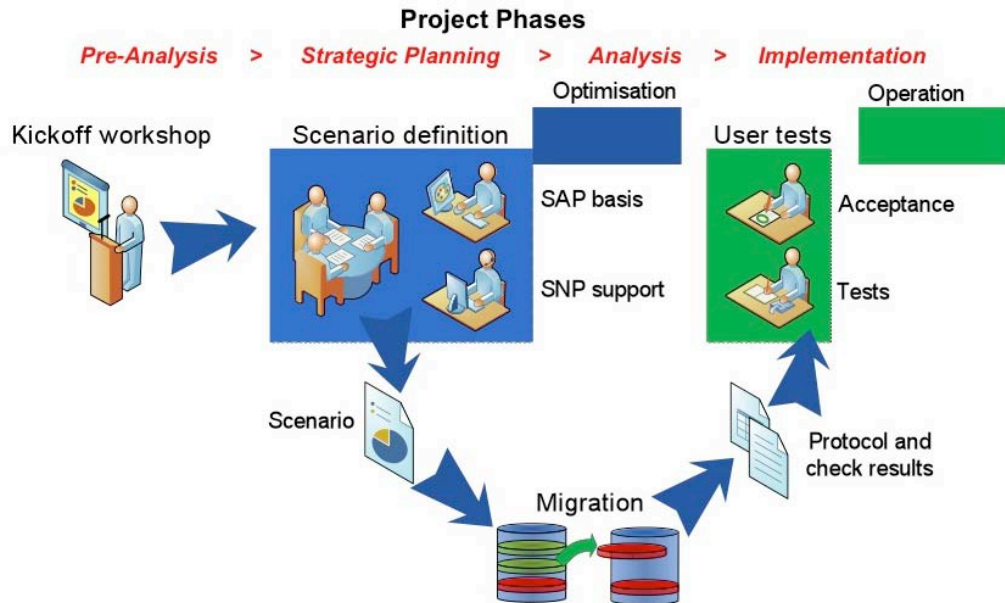 Project Phases
Pre-Analysis > Strategic Planning > Analysis > Implementation
Optimisation
Operation
Kickoff workshop
Scenario definition
User tests
SAP basis
Acceptance
SNP support
Tests
Scenario
Protocol and
check results
Migration